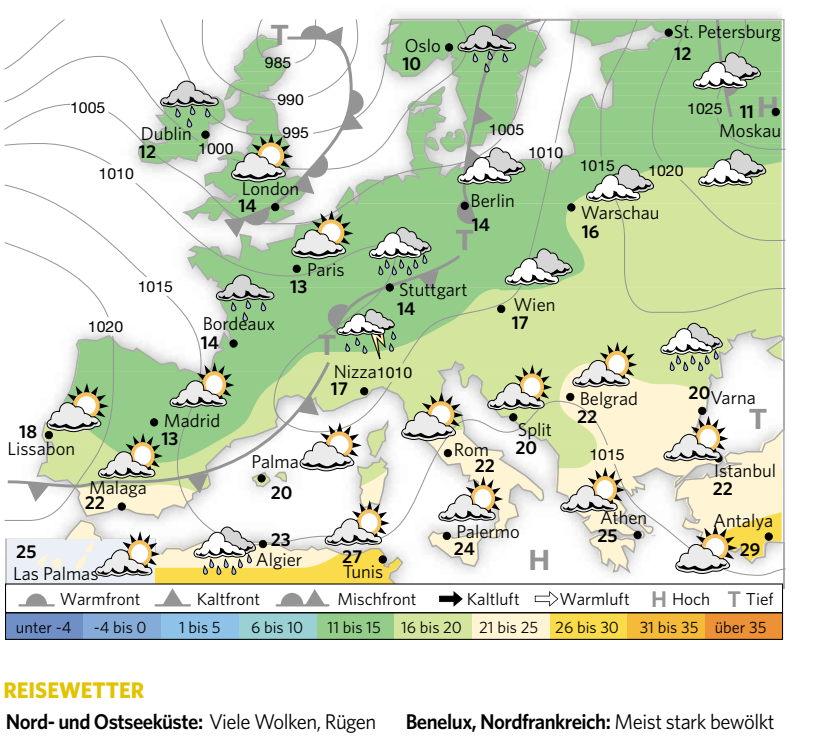 T
985
Oslo
10
St. Petersburg
12
990
1005
995
1025
11 H
Moskau
Dublin
12
1000
1005
1010
1010
1015
1020
London
14
Berlin
14
Warschau
16
T
Paris
13
Stuttgart
14
1015
Wien
17
1020
Bordeaux
14
T
Nizza 1010
17
Belgrad
22
20 Varna
T
Madrid
13
18
Lissabon
Split
20
Rom
22
1015
Palma
20
Istanbul
22
Malaga
22
Athen
25
Antalya
29
Palermo
24
23
Algier
27
Tunis
H
25
Las Palmas
Warmfront Kaltfront Mischfront Kaltluft Warmluft H Hoch T Tief
unter -4 -4 bis 0 1 bis 5 6 bis 10 11 bis 15 16 bis 20 21 bis 25 26 bis 30 31 bis 35 über 35
REISEWETTER
Nord- und Ostseeküste: Viele Wolken, Rügen
Benelux, Nordfrankreich: Meist stark bewölkt